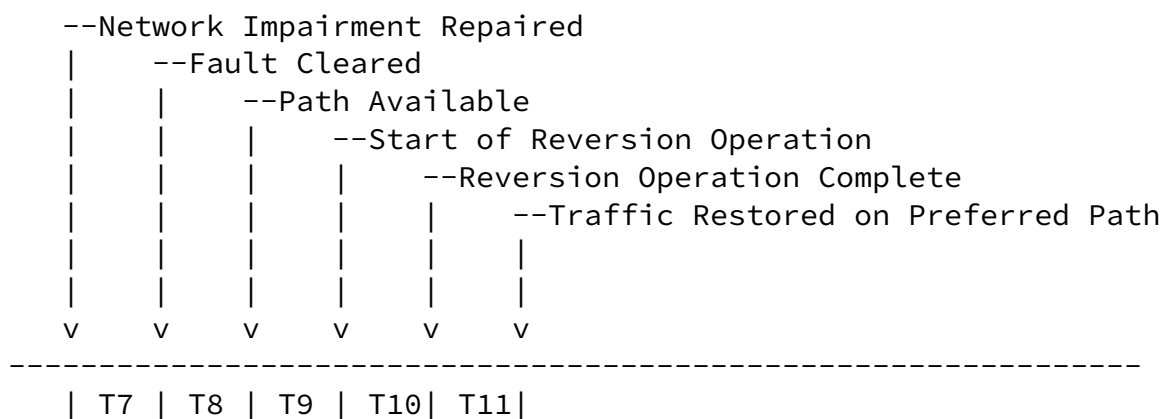 --Network Impairment Repaired
|    --Fault Cleared
|    |    --Path Available
|    |    |    --Start of Reversion Operation
|    |    |    |    --Reversion Operation Complete
|    |    |    |    |    --Traffic Restored on Preferred Path
|    |    |    |    |    |
|    |    |    |    |    |
v    v    v    v    v    v
---------------------------------------------------------------
| T7 | T8 | T9 | T10| T11|